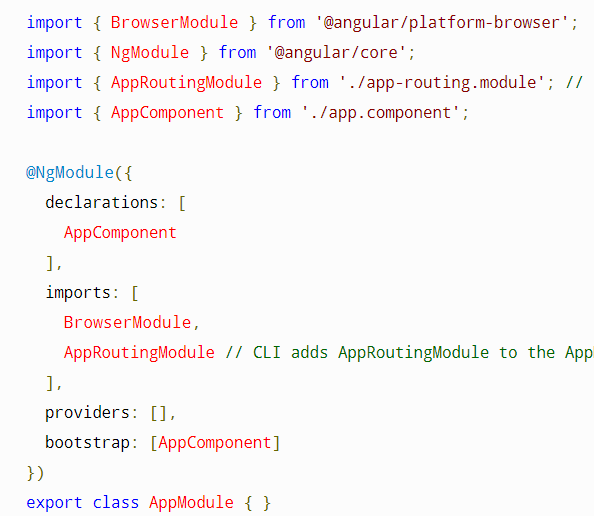 import { BrowserModule } from '@angular/platform-browser';
import { NgModule } from '@angular/core';
import { AppRoutingModule } from './app-routing.module'; //
import { AppComponent } from './app.component';
@NgModule({
declarations: [
AppComponent
],
imports: [
BrowserModule,
AppRoutingModule // CLI adds AppRoutingModule to the App
],
providers: [],
bootstrap: [AppComponent]
})
export class AppModule { }